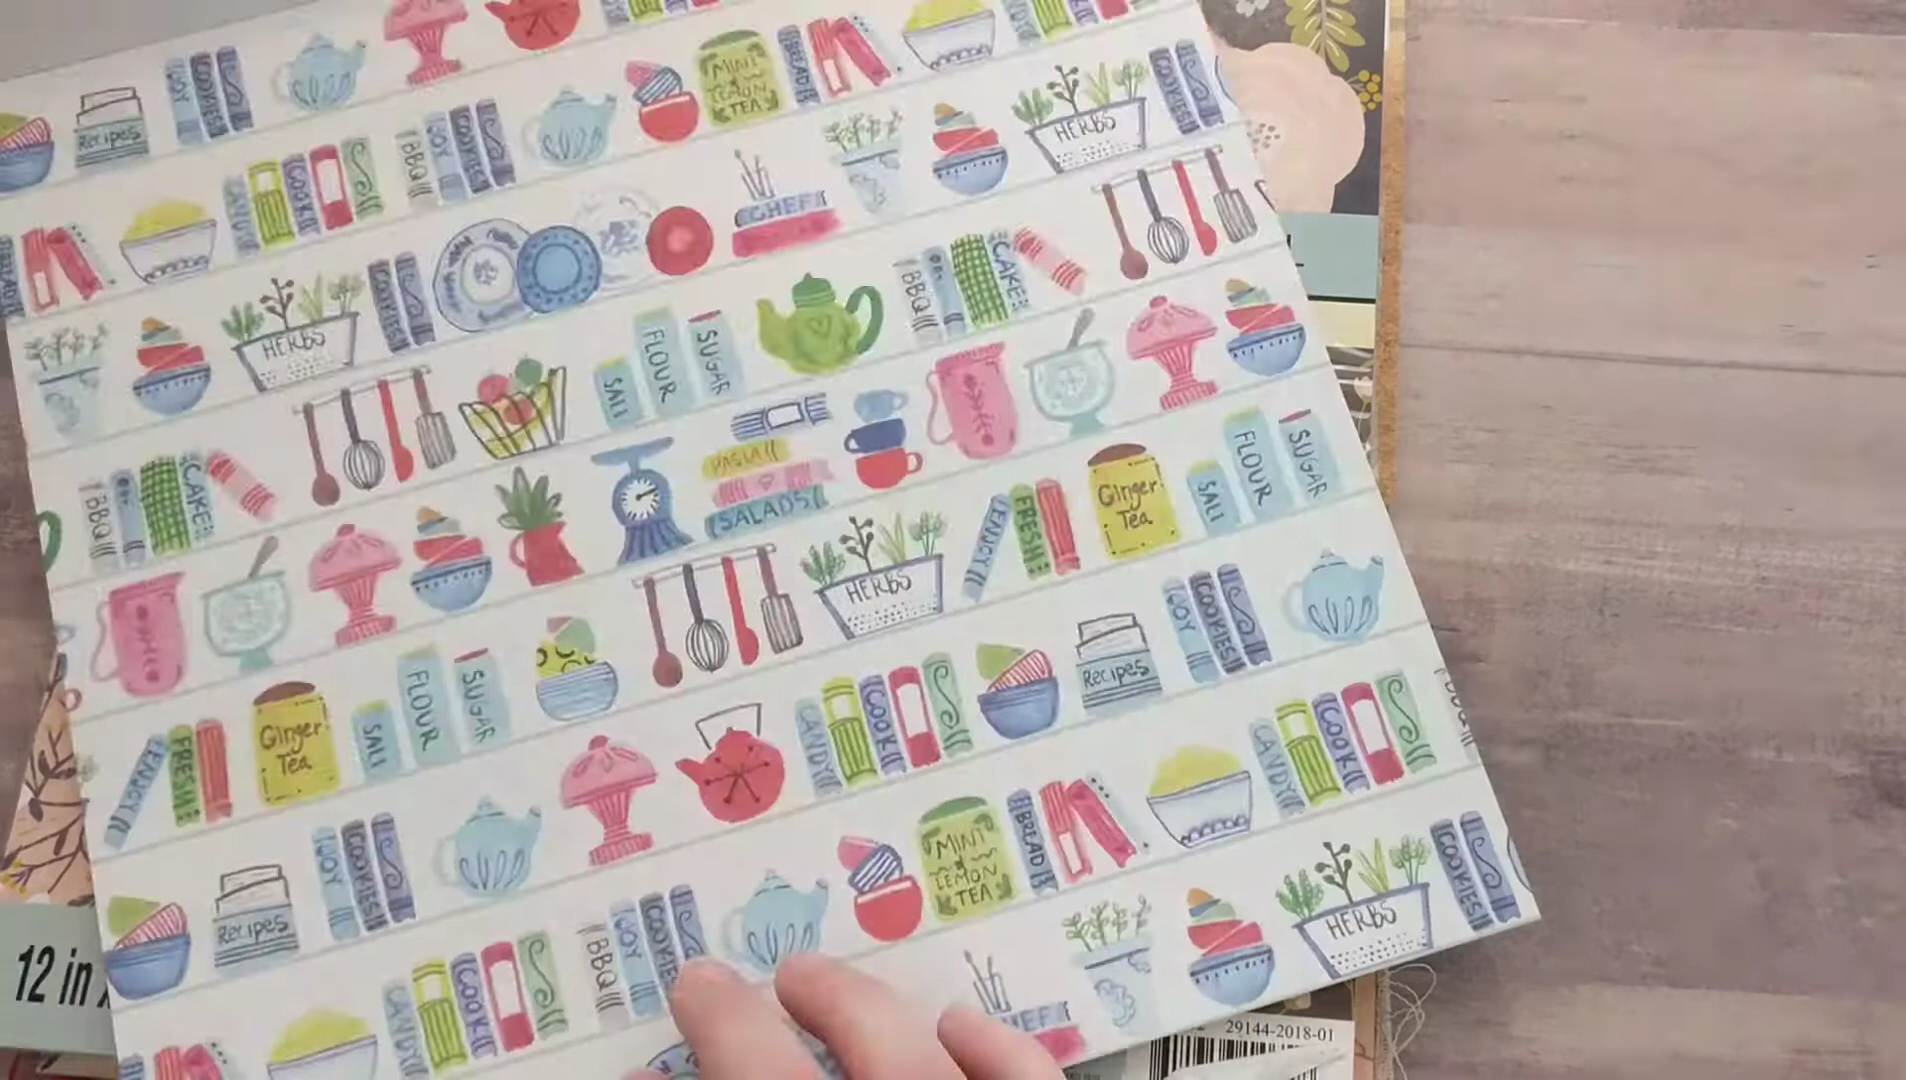 MINT
&
LEMON
TEA
BREAD
JOY
COOKIES
Recipes
HERBS
COOKIES
BBQ
JOY
COOKIES
CANDY
COOK
CHEF
BREAD
HERBS
COOKIES
BBQ
CAKE
SALT
FLOUR
SUGAR
BBQ
CAKE
PASTA
SALADS
ENJOY
FRESH
Ginger
Tea
SALT
FLOUR
SUGAR
HERBS
JOY
COOKIES
Recipes
ENJOY
FRESH
Ginger
Tea
SALT
FLOUR
SUGAR
CANDY
COOK
CANDY
COOK
JOY
COOKIES
Recipes
MINT
&
LEMON
TEA
BREAD
HERBS
COOKIES
BBQ
JOY
COOKIES
CANDY
COOK
12 in
29144-2018-01